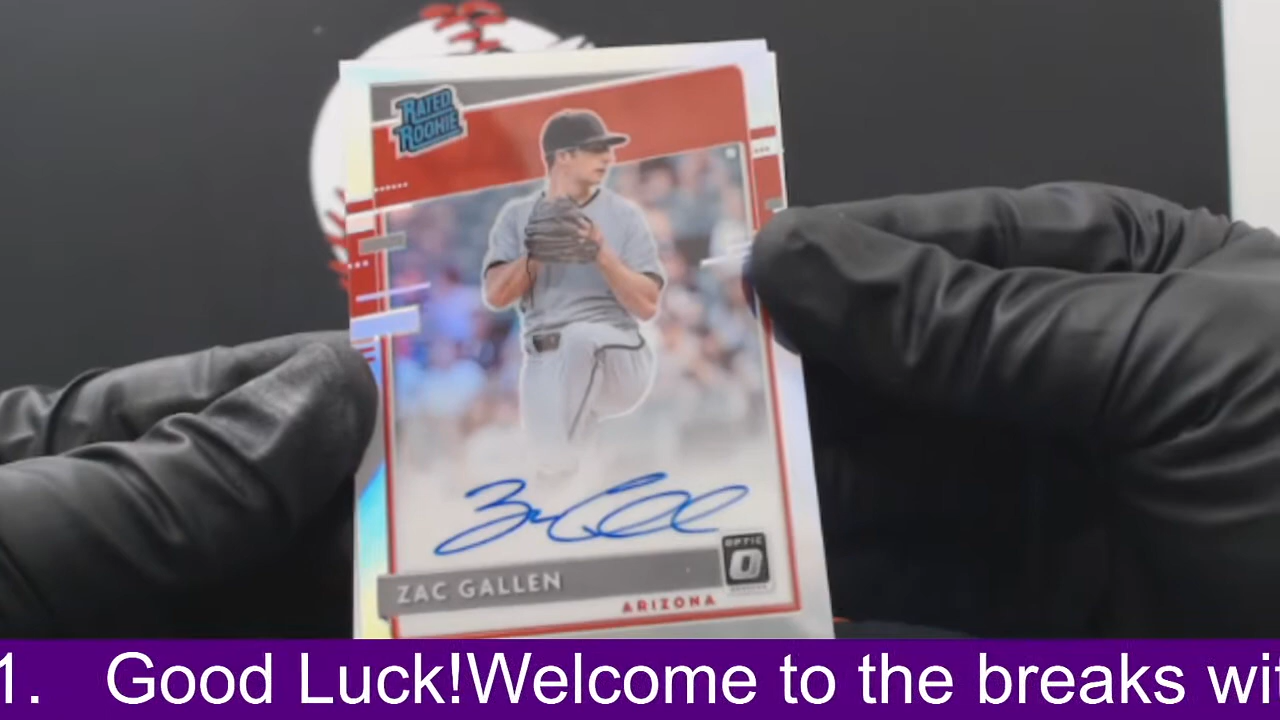 RATED
ROOKIE
OPTIC
ZAC GALLEN
ARIZONA
1. Good Luck!Welcome to the breaks wit